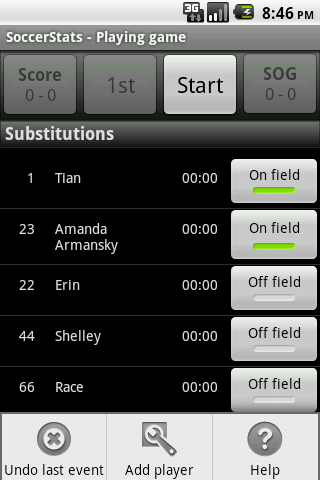 3G 8:46 PM
SoccerStats - Playing game
Score
0 - 0
1st
Start
SOG
0 - 0
Substitutions
1 Tian 00:00 On field
23 Amanda
Armansky 00:00 On field
22 Erin 00:00 Off field
44 Shelley 00:00 Off field
66 Race 00:00 Off field
Undo last event Add player Help